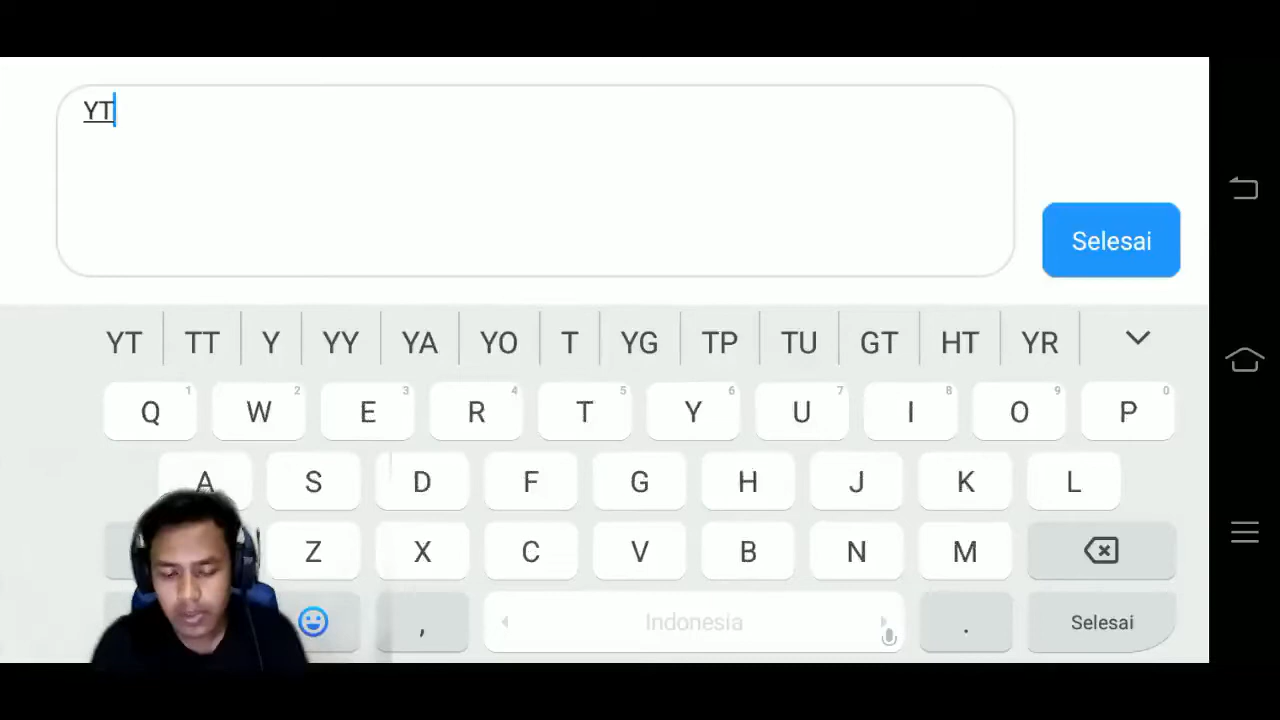 YT
Selesai
YT TT Y YY YA YO T YG TP TU GT HT YR
1 2 3 4 5 6 7 8 9 0
Q W E R T Y U I O P
A S D F G H J K L
Z X C V B N M
, Indonesia . Selesai